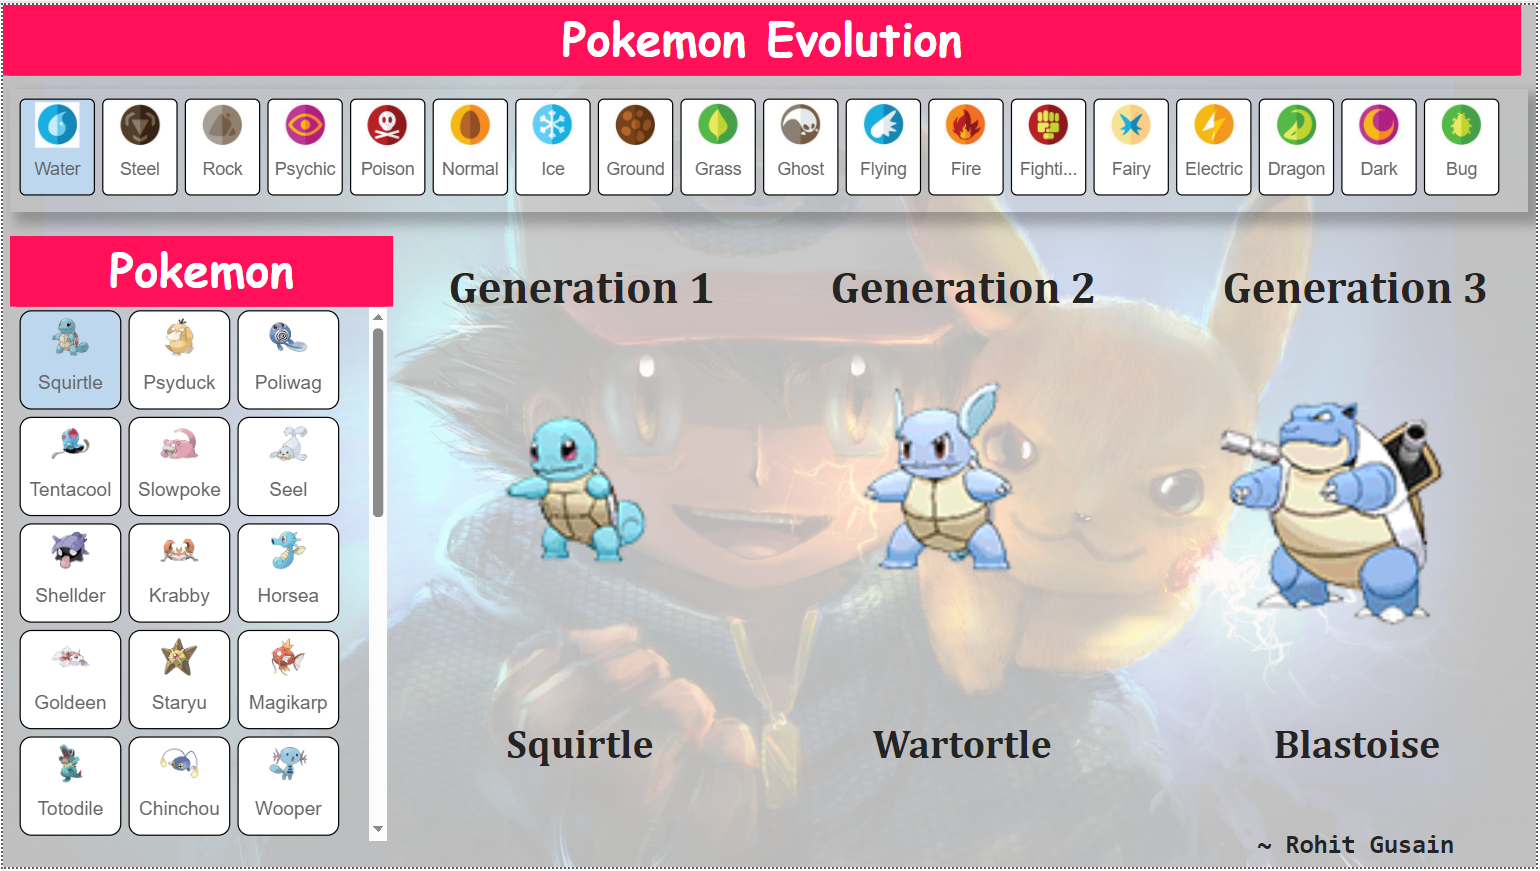 Pokemon Evolution
Water Steel Rock Psychic Poison Normal Ice Ground Grass Ghost Flying Fire Fighti... Fairy Electric Dragon Dark Bug
Pokemon
Generation 1 Generation 2 Generation 3
Squirtle Psyduck Poliwag
Tentacool Slowpoke Seel
Shellder Krabby Horsea
Goldeen Staryu Magikarp
Squirtle Wartortle Blastoise
Totodile Chinchou Wooper
~ Rohit Gusain